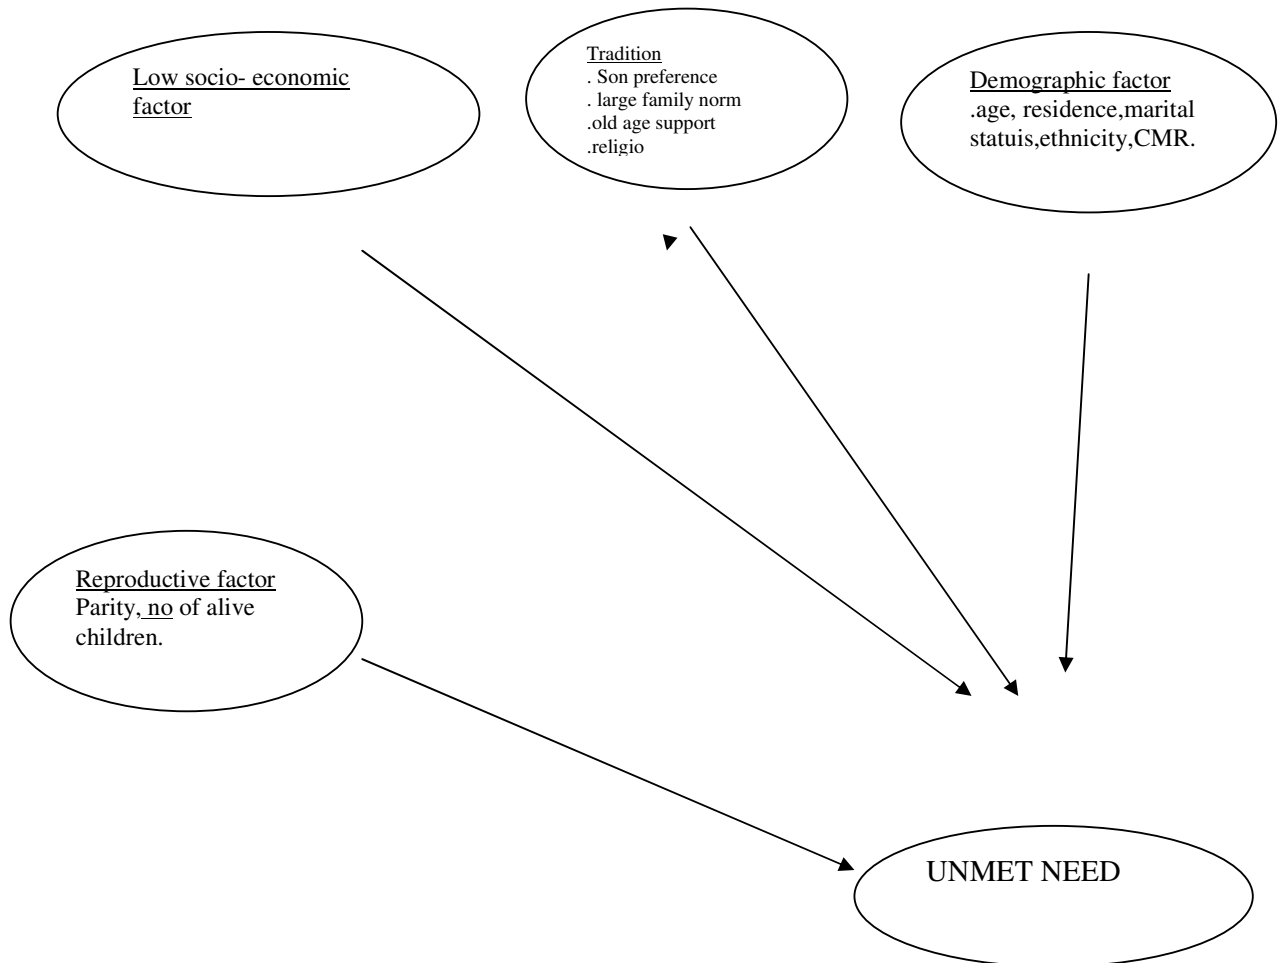 Low socio- economic
factor
Tradition
. Son preference
. large family norm
.old age support
.religio
Demographic factor
.age, residence,marital
statuis,ethnicity,CMR.
Reproductive factor
Parity, no of alive
children.
UNMET NEED